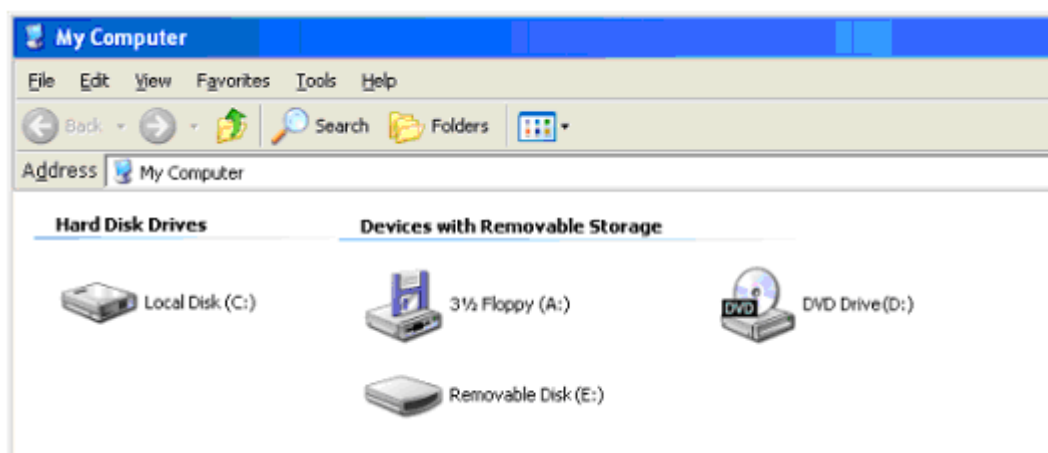 My Computer
File Edit View Favorites Tools Help
Back Search Folders
Address My Computer
Hard Disk Drives Devices with Removable Storage
Local Disk (C:) 3½ Floppy (A:) DVD DVD Drive(D:)
Removable Disk (E:)